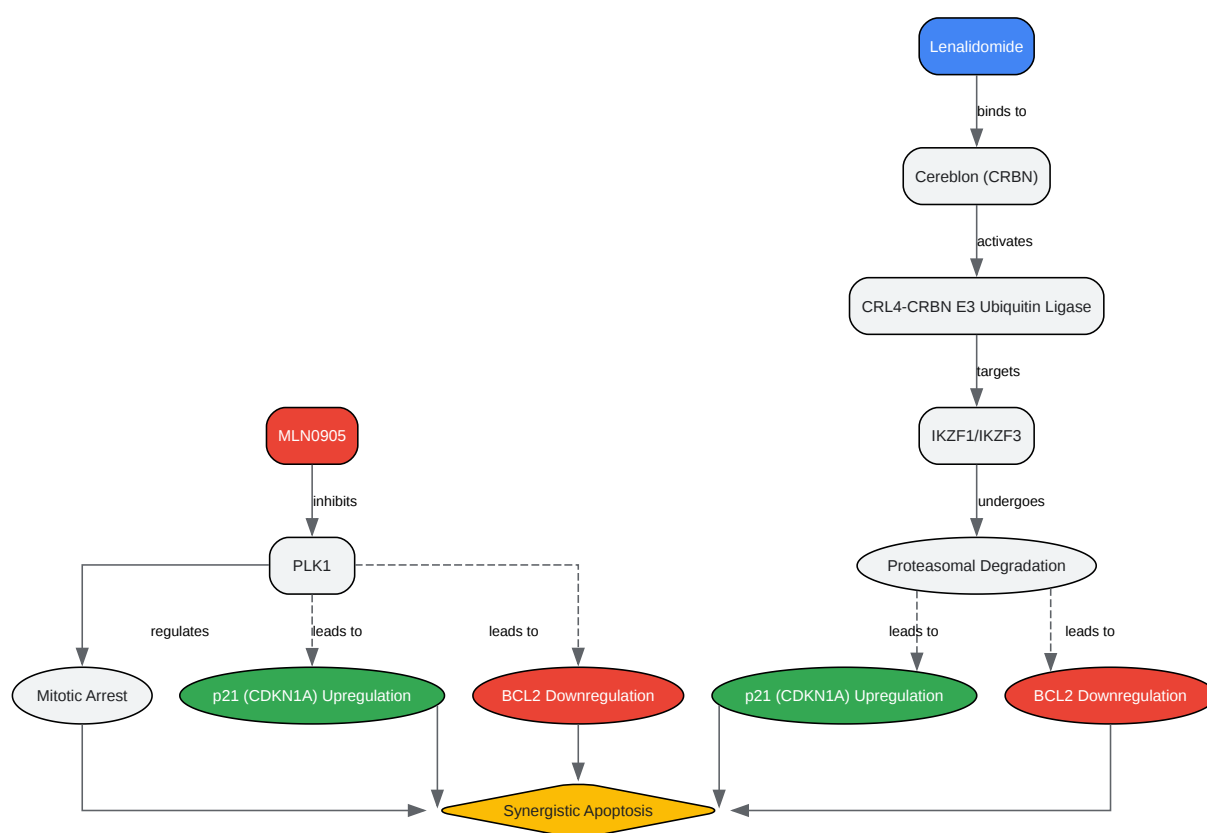 Lenalidomide
binds to
Cereblon (CRBN)
activates
CRL4-CRBN E3 Ubiquitin Ligase
targets
MLN0905
IKZF1/IKZF3
inhibits
undergoes
PLK1
Proteasomal Degradation
regulates
leads to
leads to
leads to
leads to
Mitotic Arrest
p21 (CDKN1A) Upregulation
BCL2 Downregulation
p21 (CDKN1A) Upregulation
BCL2 Downregulation
Synergistic Apoptosis